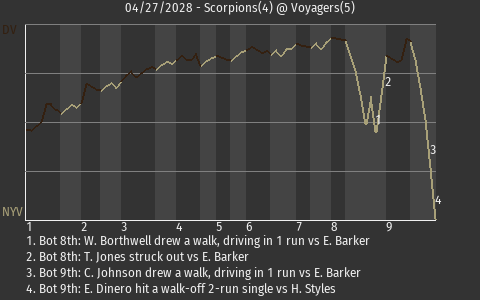 04/27/2028 - Scorpions(4) @ Voyagers(5)
DV
2
1
3
4
NYV
1 2 3 4 5 6 7 8 9
1. Bot 8th: W. Borthwell drew a walk, driving in 1 run vs E. Barker
2. Bot 8th: T. Jones struck out vs E. Barker
3. Bot 9th: C. Johnson drew a walk, driving in 1 run vs E. Barker
4. Bot 9th: E. Dinero hit a walk-off 2-run single vs H. Styles